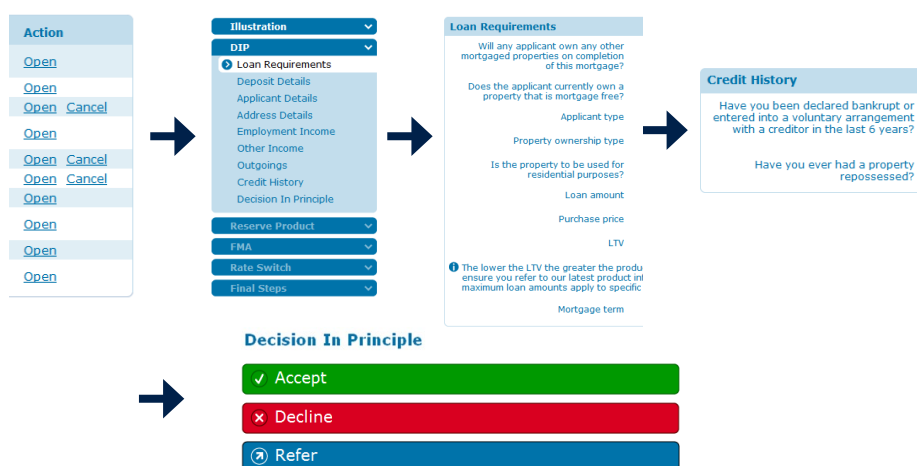 Action
Open
Open
Open Cancel
Open
Open Cancel
Open Cancel
Open
Open
Open
Open
Illustration
DIP
Loan Requirements
Deposit Details
Applicant Details
Address Details
Employment Income
Other Income
Outgoings
Credit History
Decision In Principle
Reserve Product
FMA
Rate Switch
Final Steps
Loan Requirements
Will any applicant own any other
mortgaged properties on completion
of this mortgage?
Does the applicant currently own a
property that is mortgage free?
Applicant type
Property ownership type
Is the property to be used for
residential purposes?
Loan amount
Purchase price
LTV
The lower the LTV the greater the produ
ensure you refer to our latest product in
maximum loan amounts apply to specific
Mortgage term
Credit History
Have you been declared bankrupt or
entered into a voluntary arrangement
with a creditor in the last 6 years?
Have you ever had a property
repossessed?
Decision In Principle
Accept
Decline
Refer